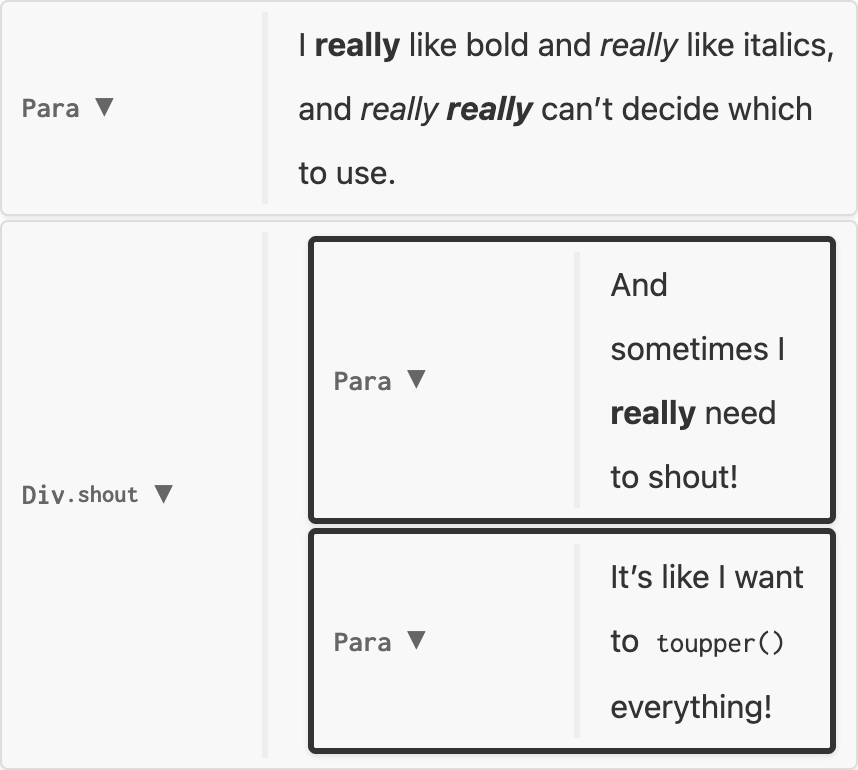 Para ▼
I really like bold and really like italics,
and really really can’t decide which
to use.
Div.shout ▼
Para ▼
And
sometimes I
really need
to shout!
Para ▼
It’s like I want
to toupper()
everything!